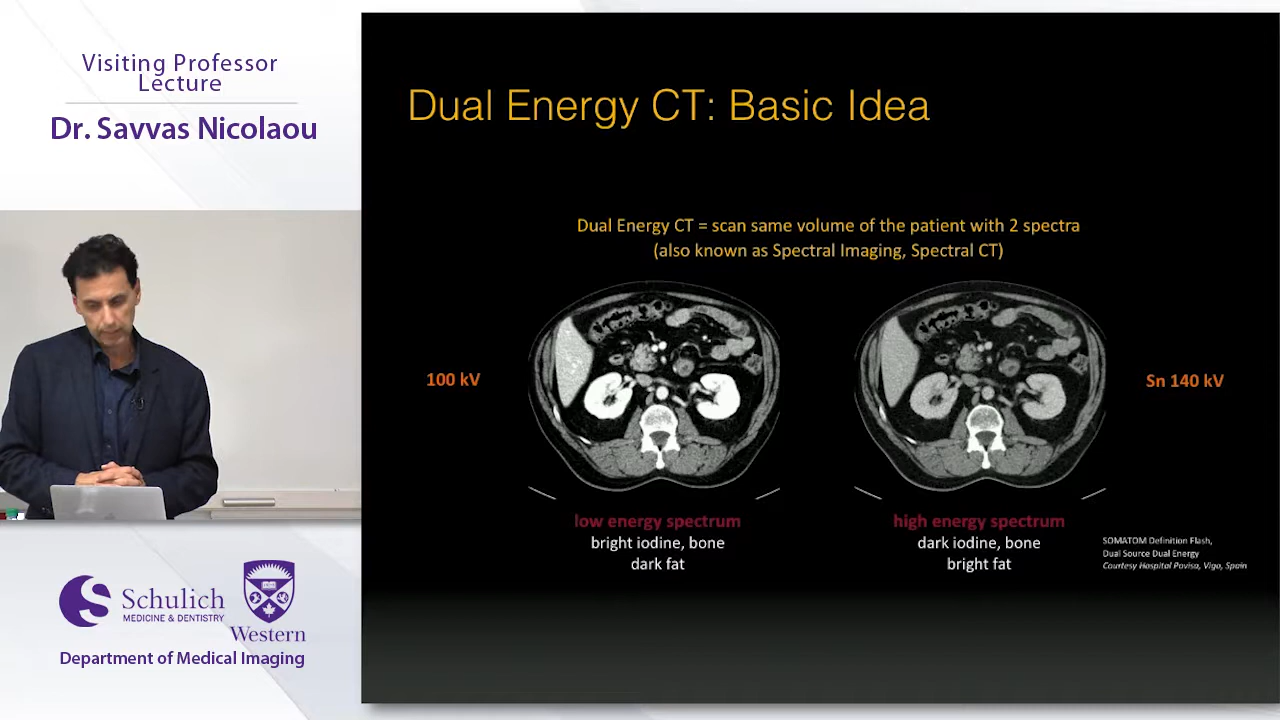 Visiting Professor
Lecture
Dr. Savvas Nicolaou
Schulich
MEDICINE & DENTISTRY
Western
Department of Medical Imaging
Dual Energy CT: Basic Idea
Dual Energy CT = scan same volume of the patient with 2 spectra
(also known as Spectral Imaging, Spectral CT)
100 kV
Sn 140 kV
low energy spectrum
bright iodine, bone
dark fat
high energy spectrum
dark iodine, bone
bright fat
SOMATOM Definition Flash,
Dual Source Dual Energy
Courtesy Hospital Povisa, Vigo, Spain